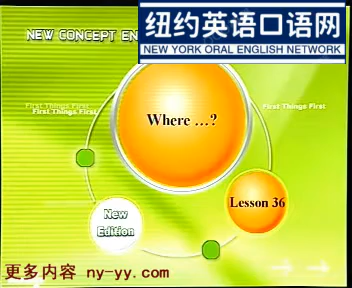 NEW CONCEPT EN
纽约英语口语网
NEW YORK ORAL ENGLISH NETWORK
First Things First
First Things First
First Things First
Where ...?
Lesson 36
New
Edition
更多内容 ny-yy.com